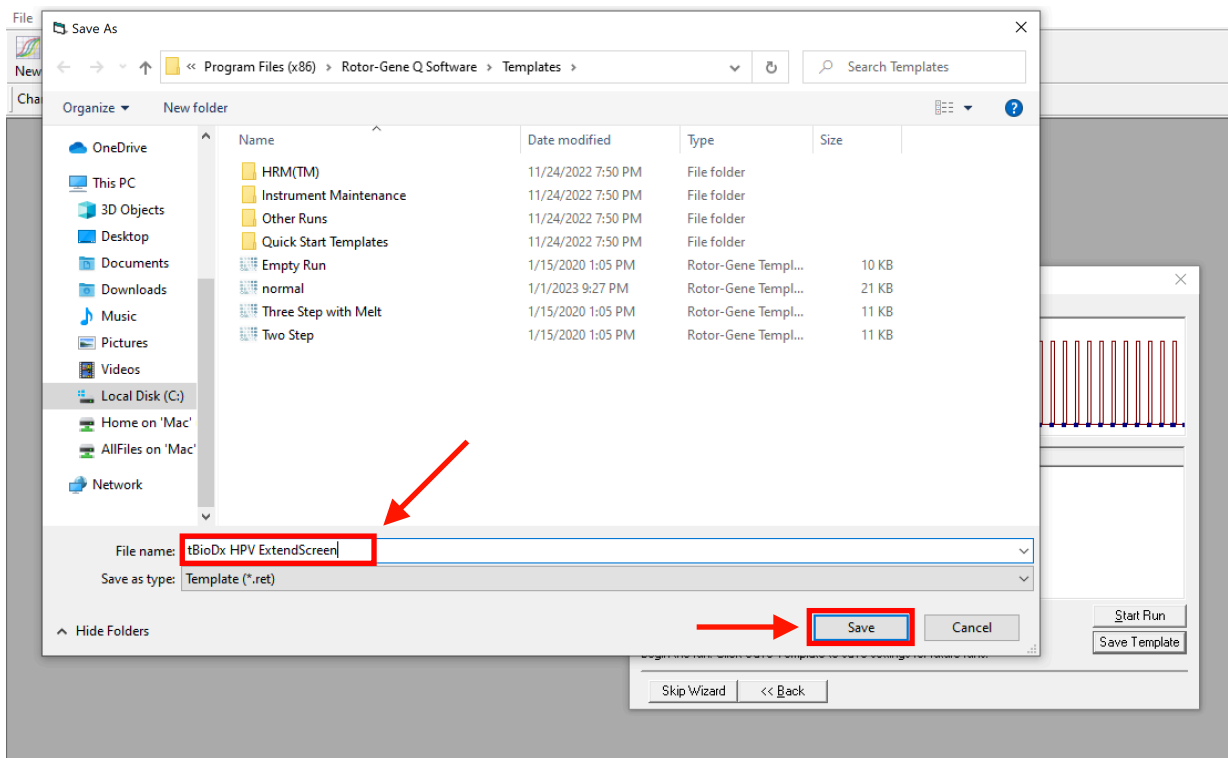 File
Save As
New
« Program Files (x86) › Rotor-Gene Q Software › Templates ›
Search Templates
Organize
New folder
Name Date modified Type Size
OneDrive
This PC
3D Objects
Desktop
Documents
Downloads
Music
Pictures
Videos
Local Disk (C:)
Home on 'Mac'
AllFiles on 'Mac'
Network
HRM(TM) 11/24/2022 7:50 PM File folder
Instrument Maintenance 11/24/2022 7:50 PM File folder
Other Runs 11/24/2022 7:50 PM File folder
Quick Start Templates 11/24/2022 7:50 PM File folder
Empty Run 1/15/2020 1:05 PM Rotor-Gene Templ... 10 KB
normal 1/1/2023 9:27 PM Rotor-Gene Templ... 21 KB
Three Step with Melt 1/15/2020 1:05 PM Rotor-Gene Templ... 11 KB
Two Step 1/15/2020 1:05 PM Rotor-Gene Templ... 11 KB
File name: tBioDx HPV ExtendScreen
Save as type: Template (*.ret)
Hide Folders
Save
Cancel
Start Run
Save Template
Skip Wizard
<< Back